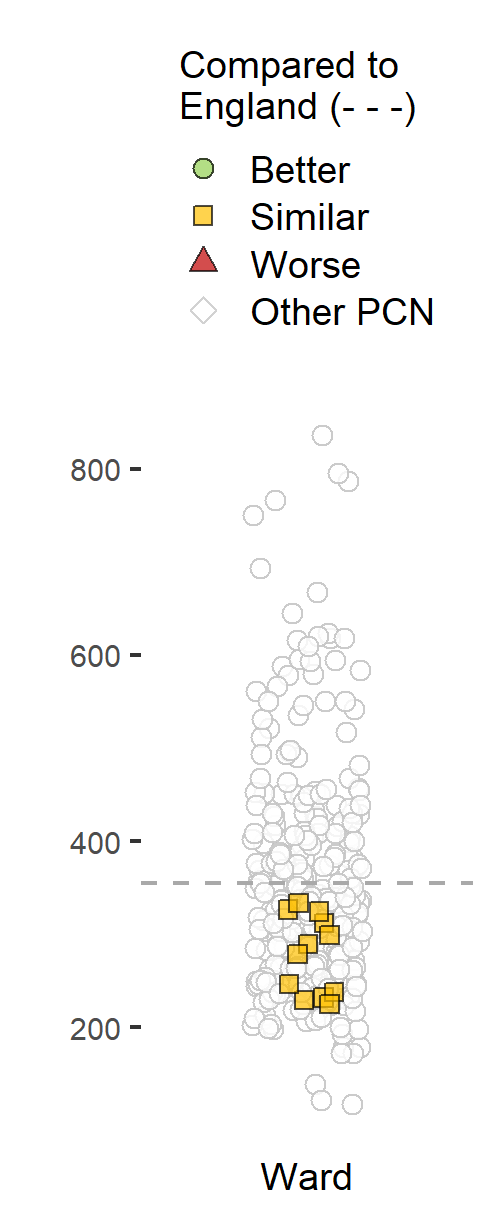 Compared to
England (- - -)
Better
Similar
Worse
Other PCN
800
600
400
200
Ward